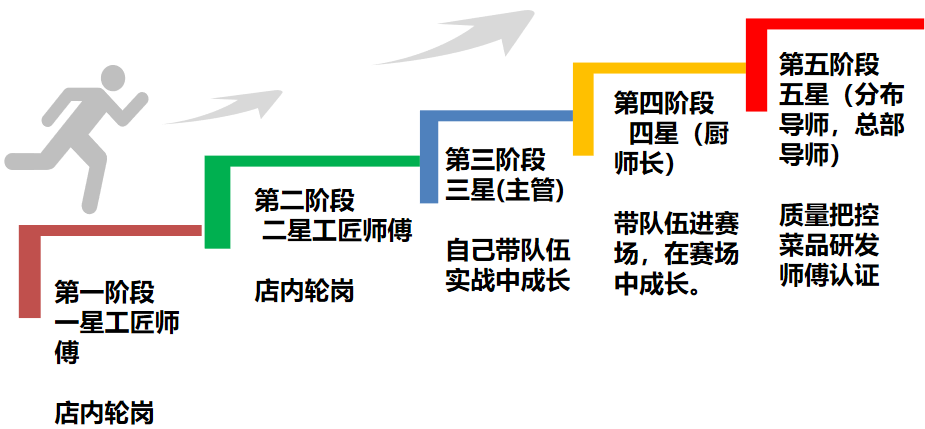 第一阶段
一星工匠师
傅
店内轮岗
第二阶段
二星工匠师傅
店内轮岗
第三阶段
三星(主管)
自己带队伍
实战中成长
第四阶段
四星（厨
师长）
带队伍进赛
场，在赛场
中成长。
第五阶段
五星（分布
导师，总部
导师）
质量把控
菜品研发
师傅认证